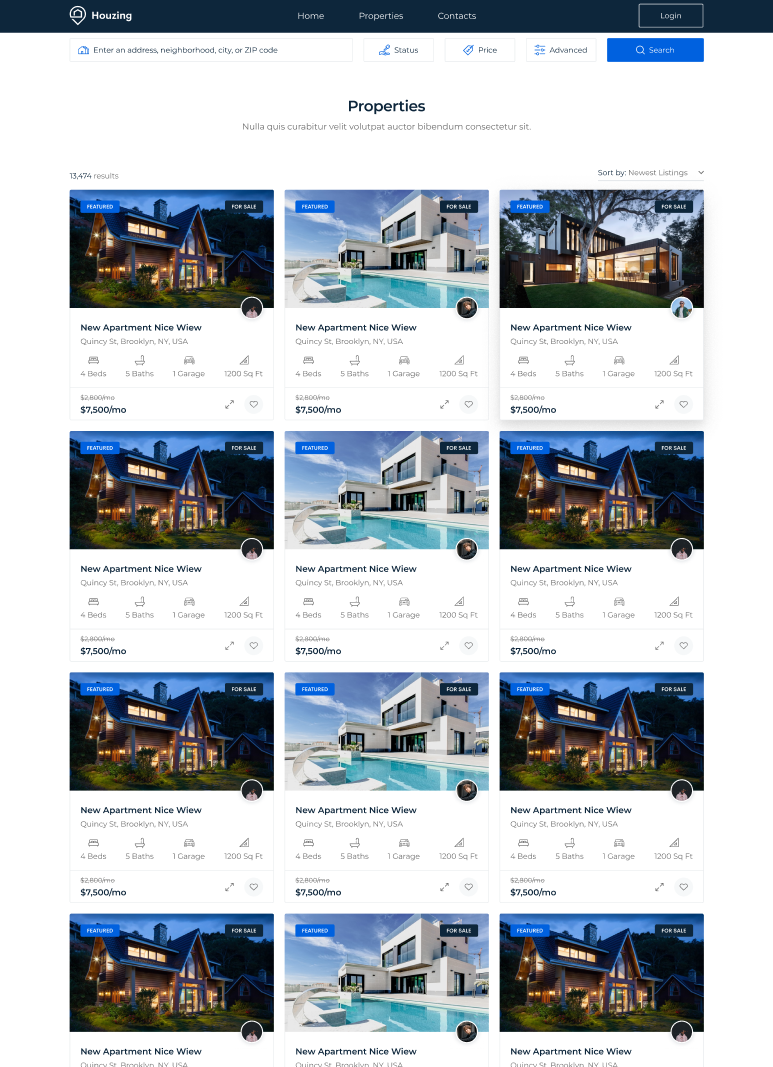 Houzing
Home Properties Contacts
Login
Enter an address, neighborhood, city, or ZIP code
Status
Price
Advanced
Search
Properties
Nulla quis curabitur velit volutpat auctor bibendum consectetur sit.
13,474 results
Sort by: Newest Listings
FEATURED FOR SALE FEATURED FOR SALE FEATURED FOR SALE
New Apartment Nice Wiew New Apartment Nice Wiew New Apartment Nice Wiew
Quincy St, Brooklyn, NY, USA Quincy St, Brooklyn, NY, USA Quincy St, Brooklyn, NY, USA
4 Beds 5 Baths 1 Garage 1200 Sq Ft 4 Beds 5 Baths 1 Garage 1200 Sq Ft 4 Beds 5 Baths 1 Garage 1200 Sq Ft
$2,800/mo $2,800/mo $2,800/mo
$7,500/mo $7,500/mo $7,500/mo
FEATURED FOR SALE FEATURED FOR SALE FEATURED FOR SALE
New Apartment Nice Wiew New Apartment Nice Wiew New Apartment Nice Wiew
Quincy St, Brooklyn, NY, USA Quincy St, Brooklyn, NY, USA Quincy St, Brooklyn, NY, USA
4 Beds 5 Baths 1 Garage 1200 Sq Ft 4 Beds 5 Baths 1 Garage 1200 Sq Ft 4 Beds 5 Baths 1 Garage 1200 Sq Ft
$2,800/mo $2,800/mo $2,800/mo
$7,500/mo $7,500/mo $7,500/mo
FEATURED FOR SALE FEATURED FOR SALE FEATURED FOR SALE
New Apartment Nice Wiew New Apartment Nice Wiew New Apartment Nice Wiew
Quincy St, Brooklyn, NY, USA Quincy St, Brooklyn, NY, USA Quincy St, Brooklyn, NY, USA
4 Beds 5 Baths 1 Garage 1200 Sq Ft 4 Beds 5 Baths 1 Garage 1200 Sq Ft 4 Beds 5 Baths 1 Garage 1200 Sq Ft
$2,800/mo $2,800/mo $2,800/mo
$7,500/mo $7,500/mo $7,500/mo
FEATURED FOR SALE FEATURED FOR SALE FEATURED FOR SALE
New Apartment Nice Wiew New Apartment Nice Wiew New Apartment Nice Wiew
Quincy St, Brooklyn, NY, USA Quincy St, Brooklyn, NY, USA Quincy St, Brooklyn, NY, USA